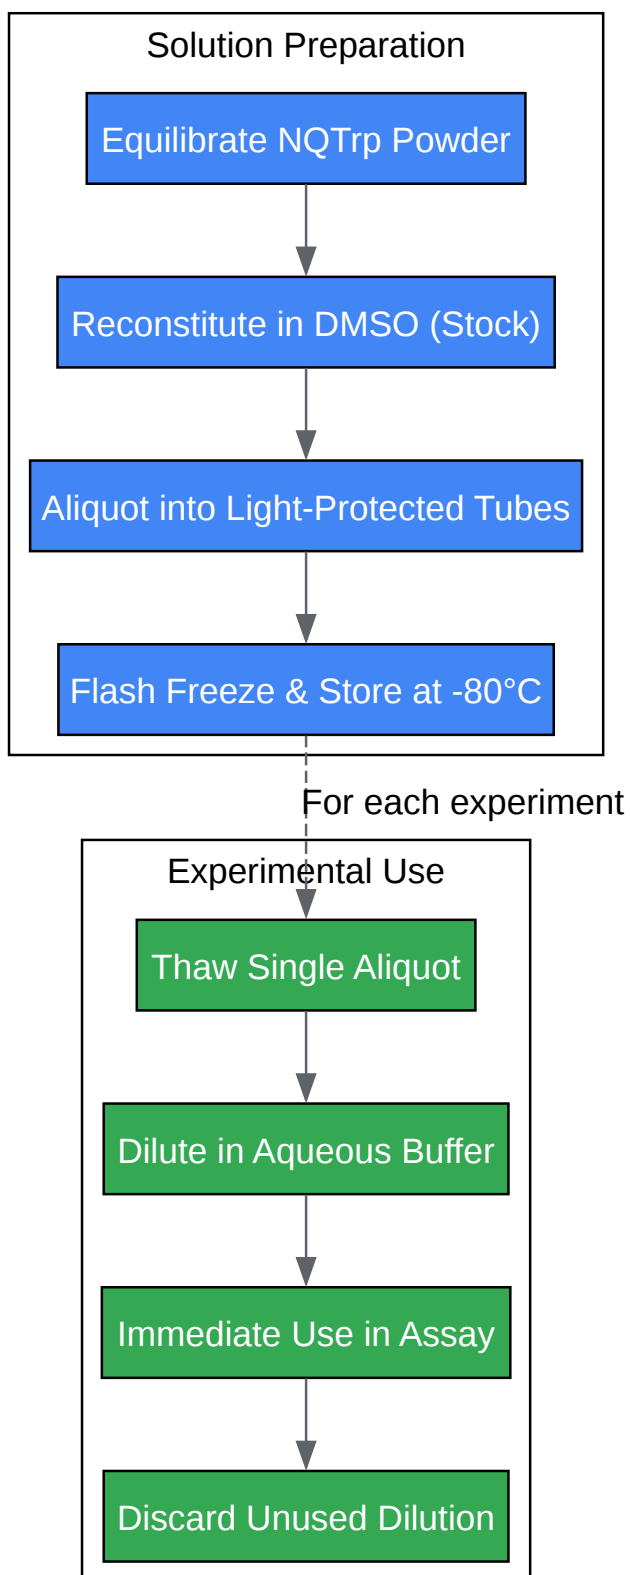 Solution Preparation
Equilibrate NQTrp Powder
Reconstitute in DMSO (Stock)
Aliquot into Light-Protected Tubes
Flash Freeze & Store at -80°C
For each experiment
Experimental Use
Thaw Single Aliquot
Dilute in Aqueous Buffer
Immediate Use in Assay
Discard Unused Dilution